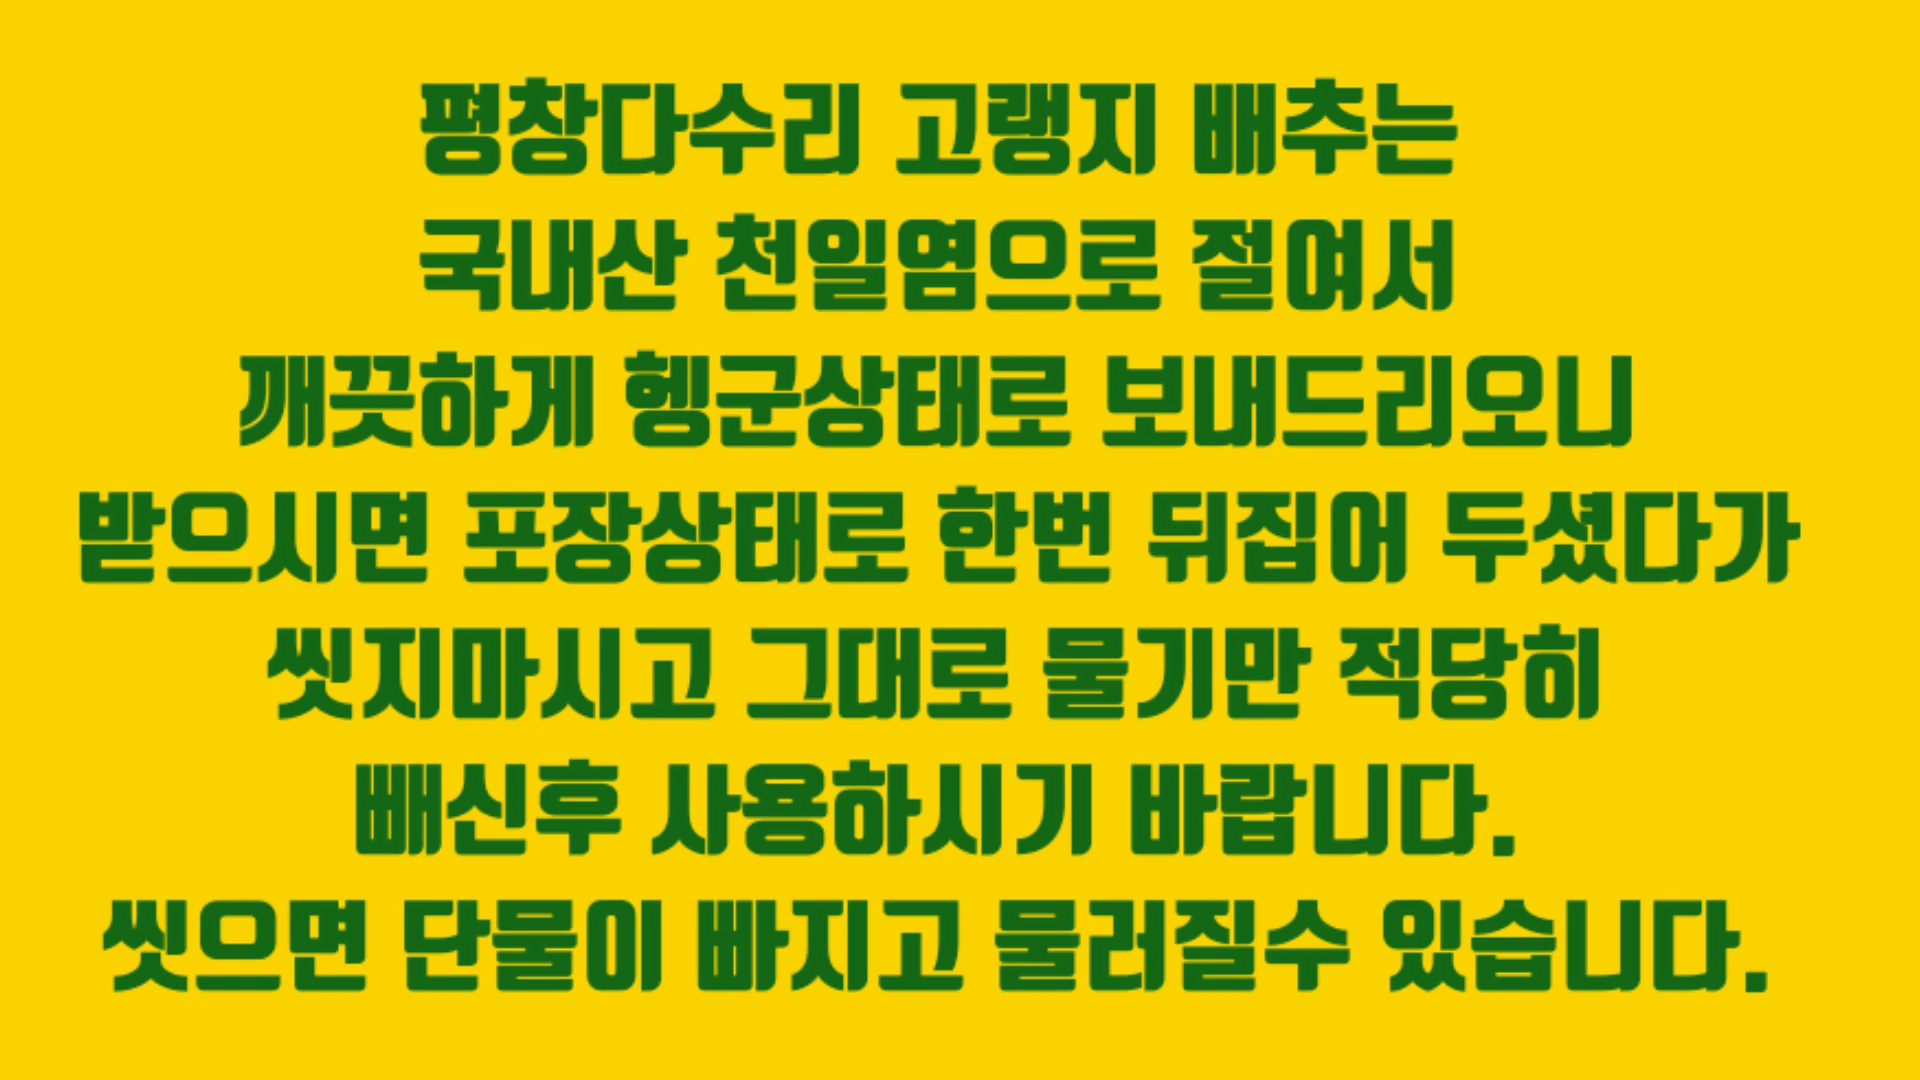 평창다수리 고랭지 배추는
국내산 천일염으로 절여서
깨끗하게 헹군상태로 보내드리오니
받으시면 포장상태로 한번 뒤집어 두셨다가
씻지마시고 그대로 물기만 적당히
빼신후 사용하시기 바랍니다.
씻으면 단물이 빠지고 물러질수 있습니다.